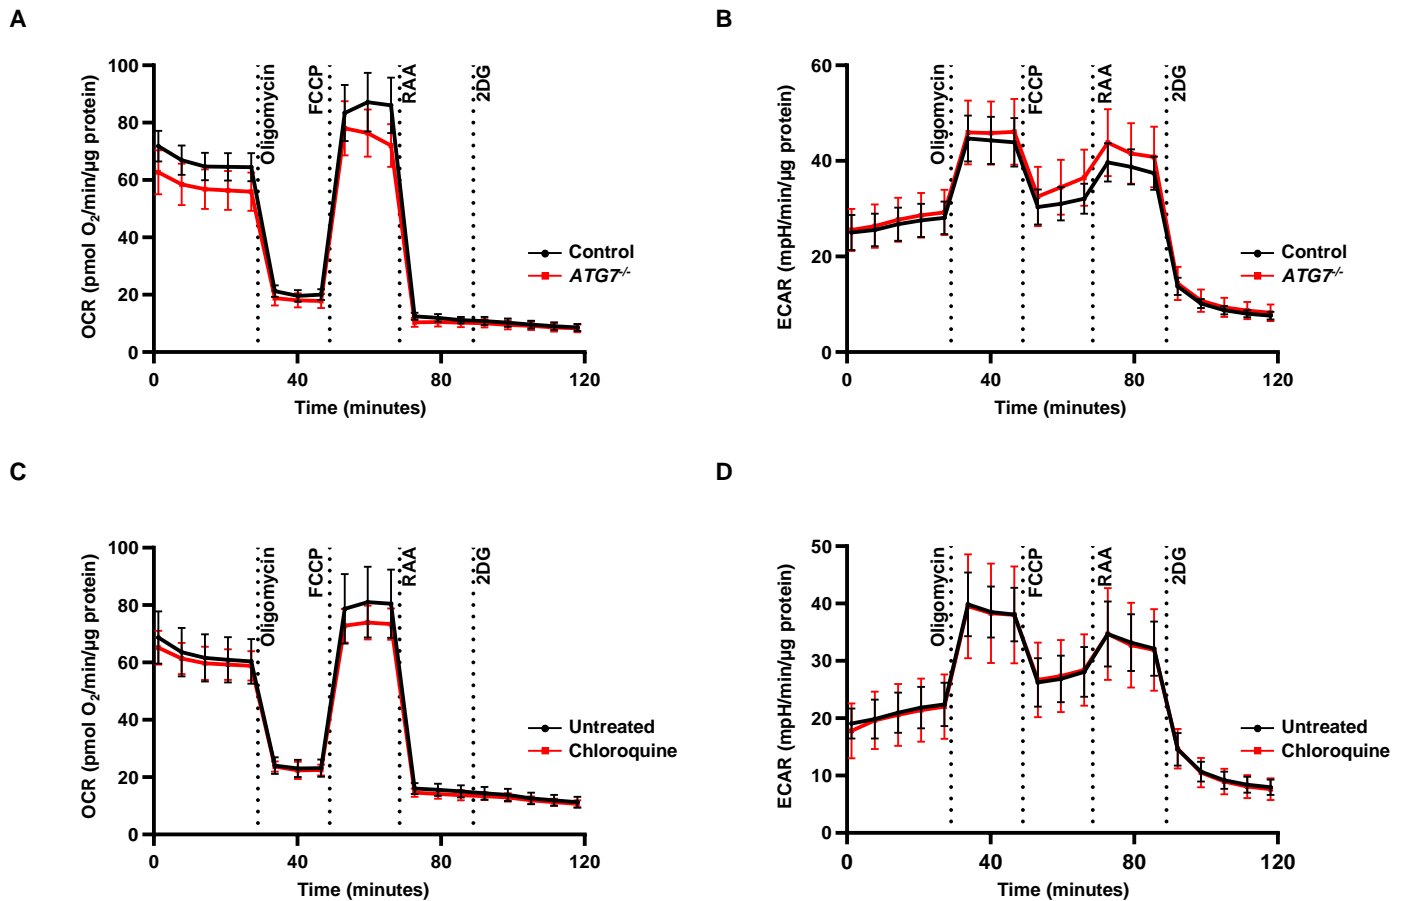 A
OCR (pmol O₂/min/µg protein)
100
80
60
40
20
0
Oligomycin
FCCP
RAA
2DG
Control
ATG7⁻/⁻
0
40
80
120
Time (minutes)
B
ECAR (mpH/min/µg protein)
60
40
20
0
Oligomycin
FCCP
RAA
2DG
Control
ATG7⁻/⁻
0
40
80
120
Time (minutes)
C
OCR (pmol O₂/min/µg protein)
100
80
60
40
20
0
Oligomycin
FCCP
RAA
2DG
Untreated
Chloroquine
0
40
80
120
Time (minutes)
D
ECAR (mpH/min/µg protein)
50
40
30
20
10
0
Oligomycin
FCCP
RAA
2DG
Untreated
Chloroquine
0
40
80
120
Time (minutes)